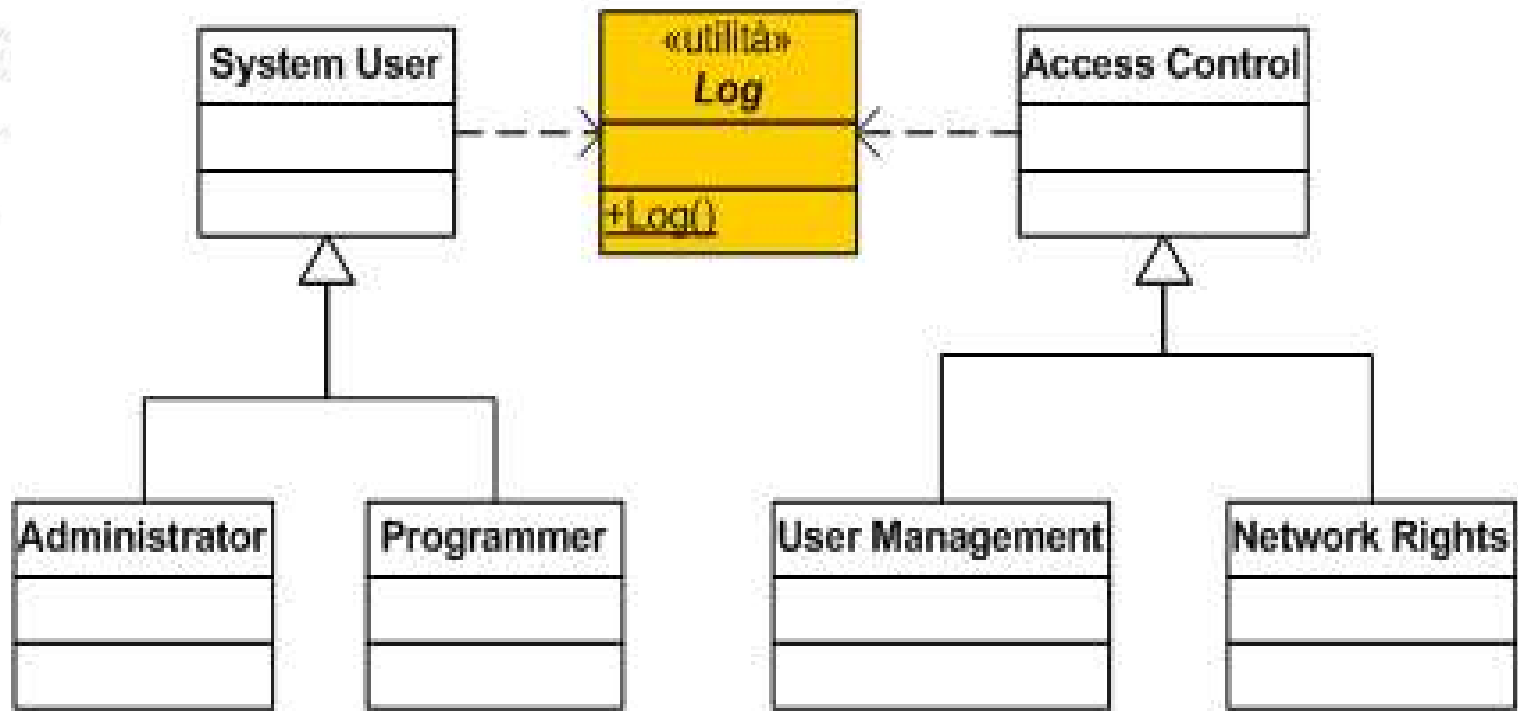 System User
«utilità»
Log
+Log()
Access Control
Administrator
Programmer
User Management
Network Rights